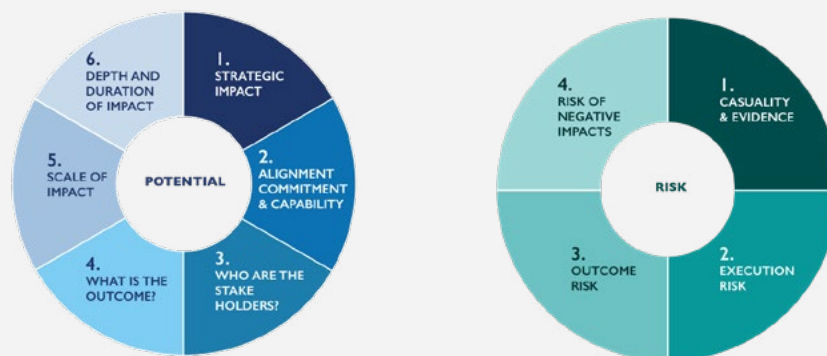 1.
STRATEGIC
IMPACT
2.
ALIGNMENT
COMMITMENT
& CAPABILITY
3.
WHO ARE THE
STAKE
HOLDERS?
4.
WHAT IS THE
OUTCOME?
5.
SCALE OF
IMPACT
6.
DEPTH AND
DURATION
OF IMPACT
POTENTIAL
1.
CASUALITY
& EVIDENCE
2.
EXECUTION
RISK
3.
OUTCOME
RISK
4.
RISK OF
NEGATIVE
IMPACTS
RISK